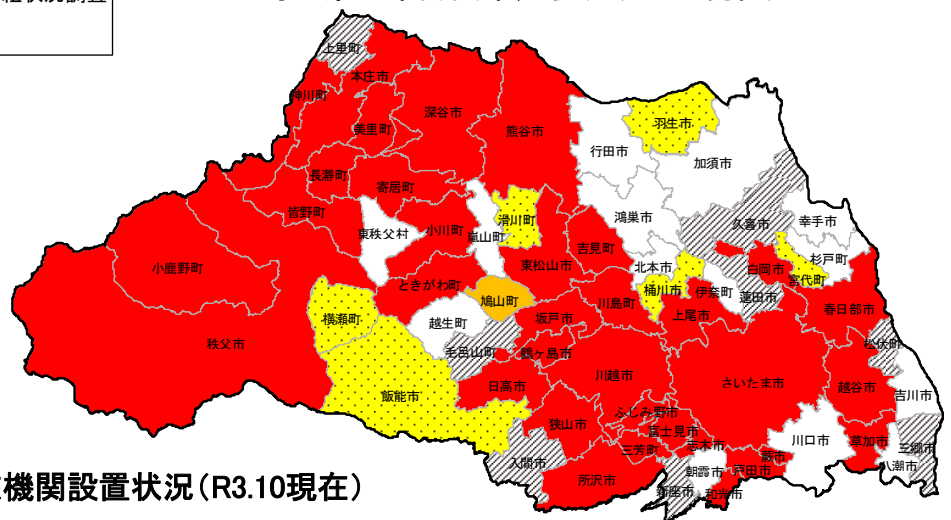 上里町
本庄市
神川町
美里町
深谷市
熊谷市
羽生市
行田市
加須市
長瀞町
寄居町
皆野町
東秩父村
小川町
嵐山町
滑川町
鴻巣市
久喜市
幸手市
吉見町
杉戸町
小鹿野町
東松山市
北本市
白岡市
宮代町
ときがわ町
鳩山町
川島町
桶川市
伊奈町
蓮田市
上尾市
春日部市
横瀬町
越生町
坂戸市
秩父市
毛呂山町
鶴ヶ島市
松伏町
川越市
さいたま市
日高市
越谷市
吉川市
飯能市
ふじみ野市
狭山市
富士見市
三芳町
志木市
川口市
草加市
三郷市
入間市
朝霞市
蕨市
戸田市
八潮市
所沢市
新座市
和光市
機関設置状況(R3.10現在)